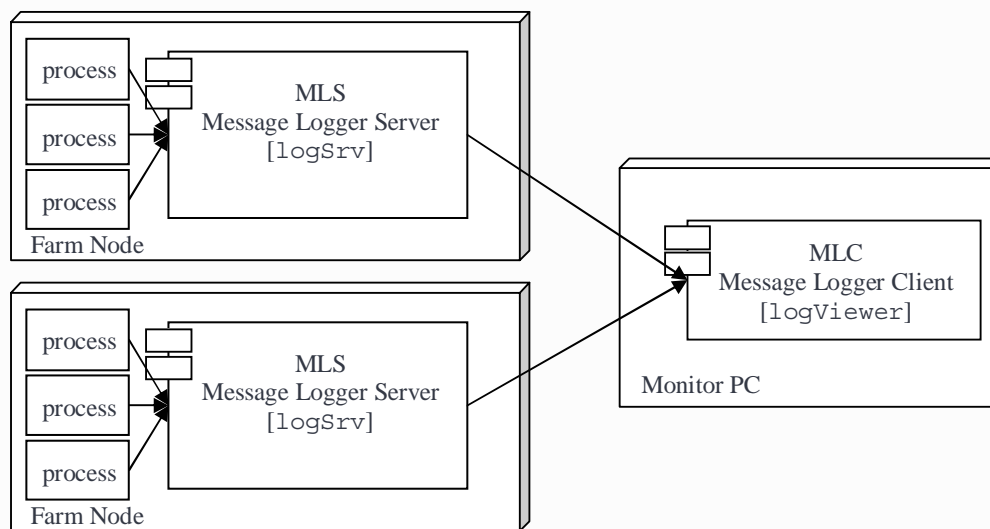 process
process
process
MLS
Message Logger Server
[logSrv]
Farm Node
process
process
process
MLS
Message Logger Server
[logSrv]
Farm Node
MLC
Message Logger Client
[logViewer]
Monitor PC